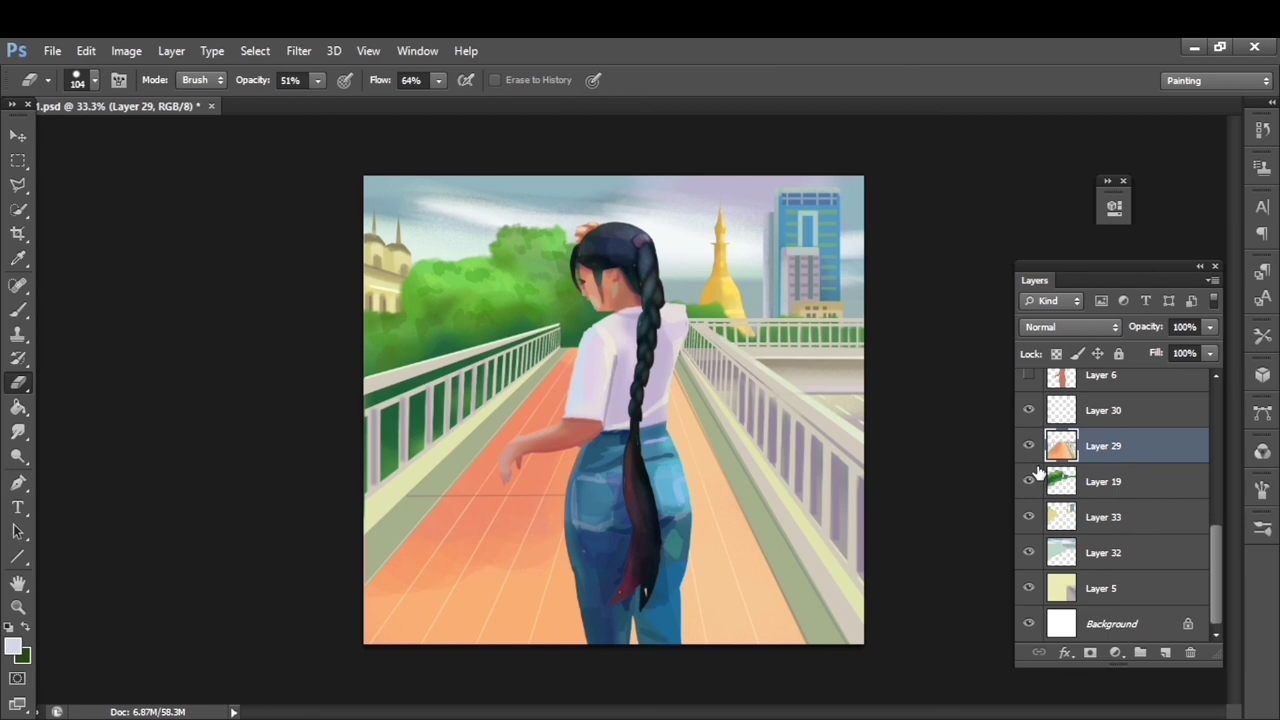 Ps File Edit Image Layer Type Select Filter 3D View Window Help
104 Mode: Brush Opacity: 51% Flow: 64% Erase to History Painting
1.psd @ 33.3% (Layer 29, RGB/8) *
Layers
Kind
Normal Opacity: 100%
Lock: Fill: 100%
Layer 6
Layer 30
Layer 29
Layer 19
Layer 33
Layer 32
Layer 5
Background
fx
Doc: 6.87M/58.3M